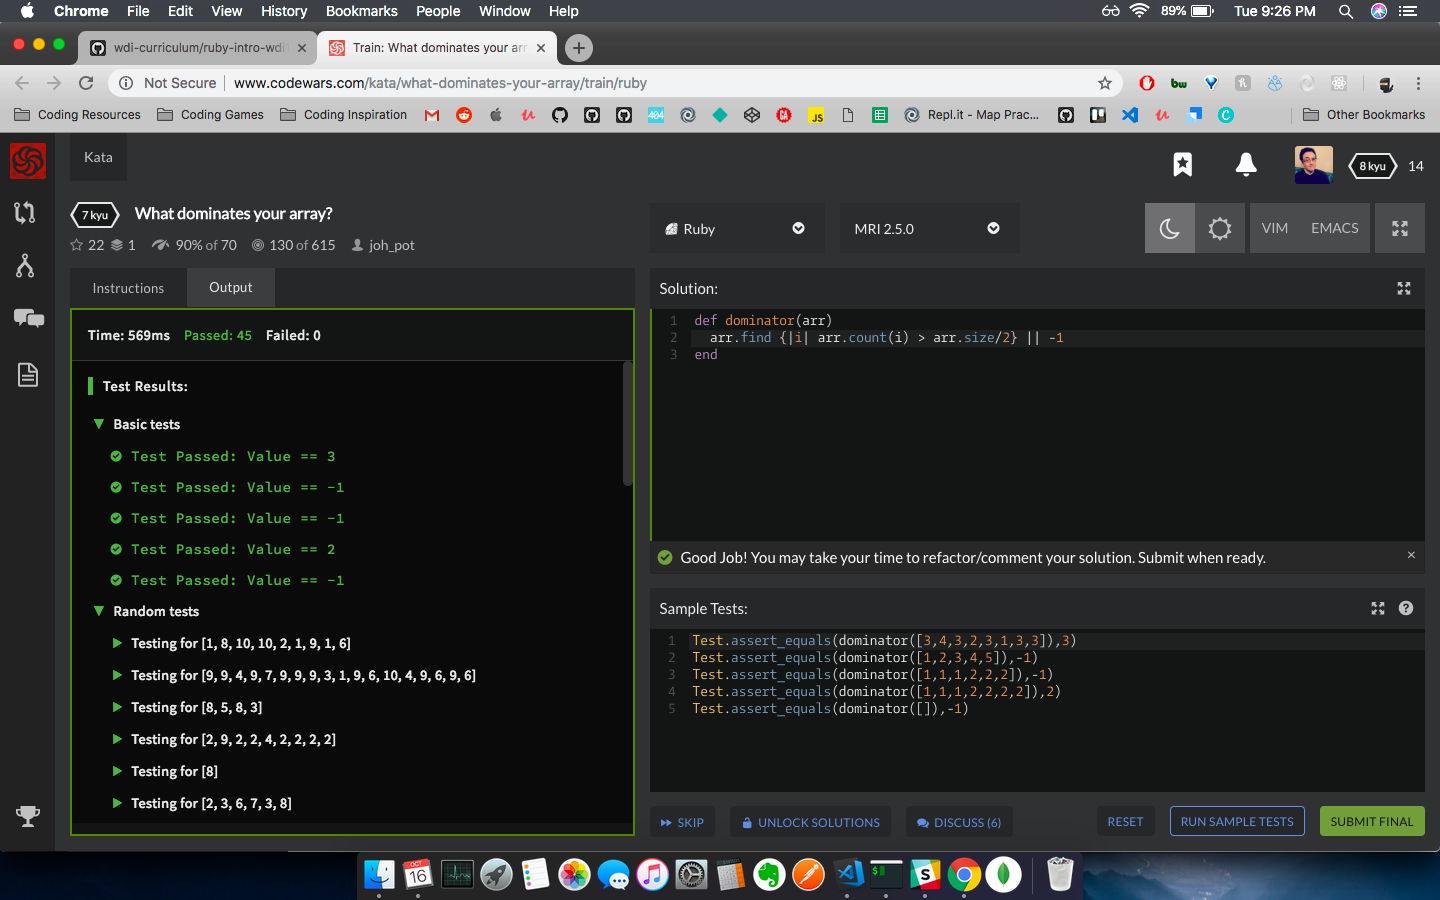 Chrome File Edit View History Bookmarks People Window Help 89% Tue 9:26 PM
wdi-curriculum/ruby-intro-wdi Train: What dominates your arr
Not Secure www.codewars.com/kata/what-dominates-your-array/train/ruby
Coding Resources Coding Games Coding Inspiration Repl.it - Map Prac... Other Bookmarks
Kata 8 kyu 14
7 kyu What dominates your array?
22 1 90% of 70 130 of 615 joh_pot
Ruby MRI 2.5.0 VIM EMACS
Instructions Output
Time: 569ms Passed: 45 Failed: 0
Test Results:
Basic tests
Test Passed: Value == 3
Test Passed: Value == -1
Test Passed: Value == -1
Test Passed: Value == 2
Test Passed: Value == -1
Random tests
Testing for [1, 8, 10, 10, 2, 1, 9, 1, 6]
Testing for [9, 9, 4, 9, 7, 9, 9, 9, 3, 1, 9, 6, 10, 4, 9, 6, 9, 6]
Testing for [8, 5, 8, 3]
Testing for [2, 9, 2, 2, 4, 2, 2, 2, 2]
Testing for [8]
Testing for [2, 3, 6, 7, 3, 8]
Solution:
1 def dominator(arr)
2 arr.find {|i| arr.count(i) > arr.size/2} || -1
3 end
Good Job! You may take your time to refactor/comment your solution. Submit when ready.
Sample Tests:
1 Test.assert_equals(dominator([3,4,3,2,3,1,3,3]),3)
2 Test.assert_equals(dominator([1,2,3,4,5]),-1)
3 Test.assert_equals(dominator([1,1,1,2,2,2]),-1)
4 Test.assert_equals(dominator([1,1,1,2,2,2,2]),2)
5 Test.assert_equals(dominator([]),-1)
SKIP UNLOCK SOLUTIONS DISCUSS (6) RESET RUN SAMPLE TESTS SUBMIT FINAL
OCT
16